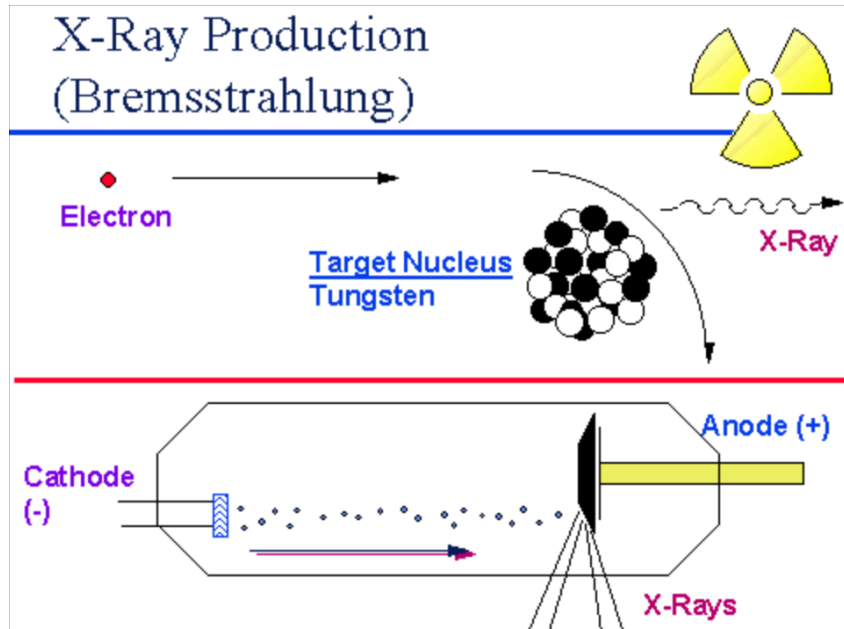 X-Ray Production
(Bremsstrahlung)
Electron
X-Ray
Target Nucleus
Tungsten
Anode (+)
Cathode
(-)
X-Rays